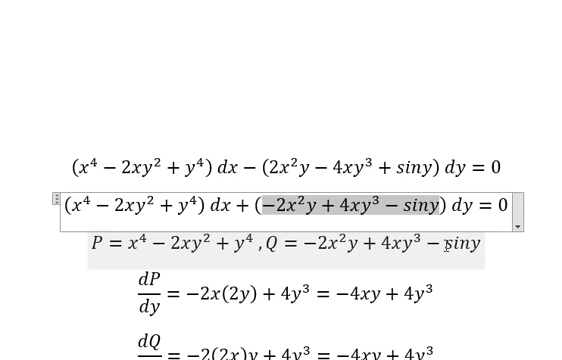 (x⁴ − 2xy² + y⁴) dx − (2x²y − 4xy³ + siny) dy = 0
(x⁴ − 2xy² + y⁴) dx + (−2x²y + 4xy³ − siny) dy = 0
P = x⁴ − 2xy² + y⁴ , Q = −2x²y + 4xy³ − siny
dP/dy = −2x(2y) + 4y³ = −4xy + 4y³
dQ = −2(2x)y + 4y³ = −4xy + 4y³